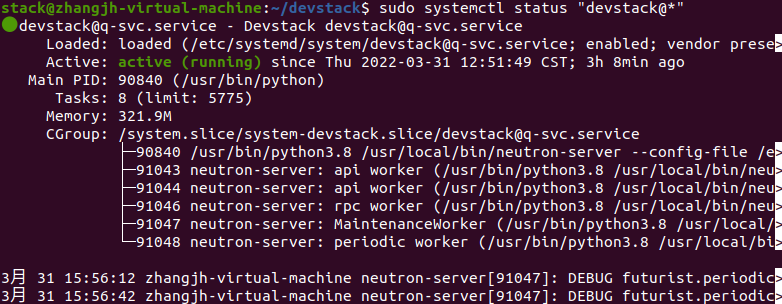 stack@zhangjh-virtual-machine:~/devstack$ sudo systemctl status "devstack@*"
●devstack@q-svc.service - Devstack devstack@q-svc.service
Loaded: loaded (/etc/systemd/system/devstack@q-svc.service; enabled; vendor prese>
Active: active (running) since Thu 2022-03-31 12:51:49 CST; 3h 8min ago
Main PID: 90840 (/usr/bin/python)
Tasks: 8 (limit: 5775)
Memory: 321.9M
CGroup: /system.slice/system-devstack.slice/devstack@q-svc.service
├─90840 /usr/bin/python3.8 /usr/local/bin/neutron-server --config-file /e>
├─91043 neutron-server: api worker (/usr/bin/python3.8 /usr/local/bin/neu>
├─91044 neutron-server: api worker (/usr/bin/python3.8 /usr/local/bin/neu>
├─91046 neutron-server: rpc worker (/usr/bin/python3.8 /usr/local/bin/neu>
├─91047 neutron-server: MaintenanceWorker (/usr/bin/python3.8 /usr/local/>
└─91048 neutron-server: periodic worker (/usr/bin/python3.8 /usr/local/bi>
3月 31 15:56:12 zhangjh-virtual-machine neutron-server[91047]: DEBUG futurist.periodic>
3月 31 15:56:42 zhangjh-virtual-machine neutron-server[91047]: DEBUG futurist.periodic>